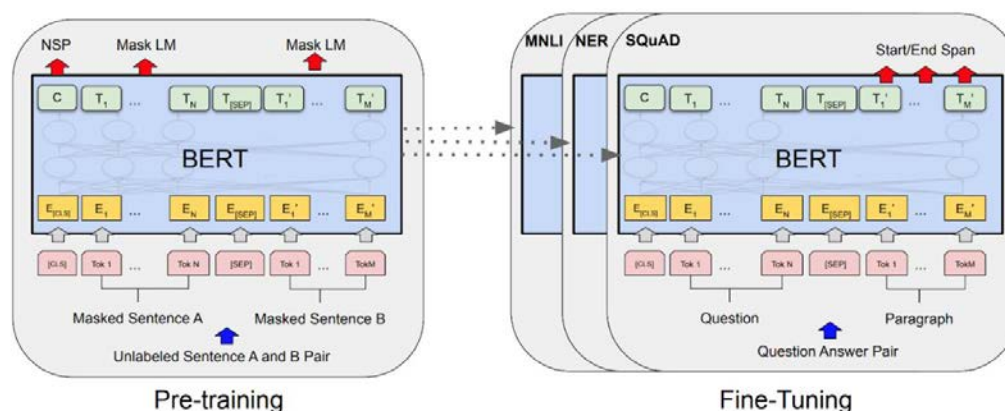 NSP Mask LM Mask LM
C T1 ... TN T[SEP] T1' ... TM'
BERT
E[CLS] E1 ... EN E[SEP] E1' ... EM'
[CLS] Tok 1 ... Tok N [SEP] Tok 1 ... TokM
Masked Sentence A Masked Sentence B
Unlabeled Sentence A and B Pair
Pre-training
MNLI NER SQuAD
Start/End Span
C T1 ... TN T[SEP] T1' ... TM'
BERT
E[CLS] E1 ... EN E[SEP] E1' ... EM'
[CLS] Tok 1 ... Tok N [SEP] Tok 1 ... TokM
Question Paragraph
Question Answer Pair
Fine-Tuning